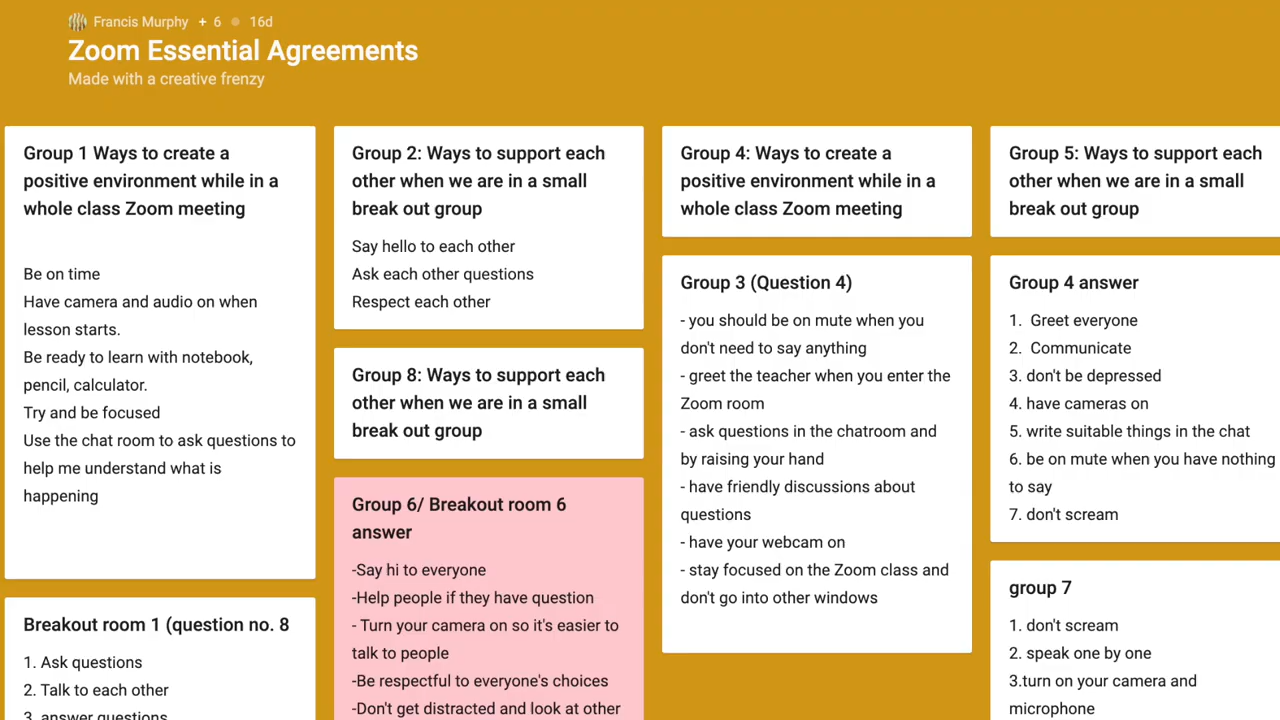 Francis Murphy + 6 16d
Zoom Essential Agreements
Made with a creative frenzy
Group 1 Ways to create a
positive environment while in a
whole class Zoom meeting
Be on time
Have camera and audio on when
lesson starts.
Be ready to learn with notebook,
pencil, calculator.
Try and be focused
Use the chat room to ask questions to
help me understand what is
happening
Breakout room 1 (question no. 8
1. Ask questions
2. Talk to each other
3. answer questions
Group 2: Ways to support each
other when we are in a small
break out group
Say hello to each other
Ask each other questions
Respect each other
Group 8: Ways to support each
other when we are in a small
break out group
Group 6/ Breakout room 6
answer
-Say hi to everyone
-Help people if they have question
- Turn your camera on so it's easier to
talk to people
-Be respectful to everyone's choices
-Don't get distracted and look at other
Group 4: Ways to create a
positive environment while in a
whole class Zoom meeting
Group 3 (Question 4)
- you should be on mute when you
don't need to say anything
- greet the teacher when you enter the
Zoom room
- ask questions in the chatroom and
by raising your hand
- have friendly discussions about
questions
- have your webcam on
- stay focused on the Zoom class and
don't go into other windows
Group 5: Ways to support each
other when we are in a small
break out group
Group 4 answer
1. Greet everyone
2. Communicate
3. don't be depressed
4. have cameras on
5. write suitable things in the chat
6. be on mute when you have nothing
to say
7. don't scream
group 7
1. don't scream
2. speak one by one
3.turn on your camera and
microphone